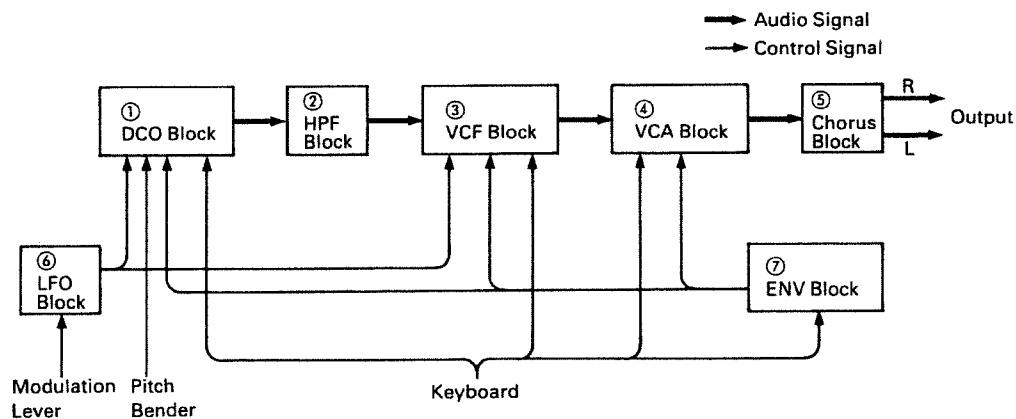 Audio Signal
Control Signal
① DCO Block
② HPF Block
③ VCF Block
④ VCA Block
⑤ Chorus Block
R
L
Output
⑥ LFO Block
⑦ ENV Block
Modulation Lever
Pitch Bender
Keyboard